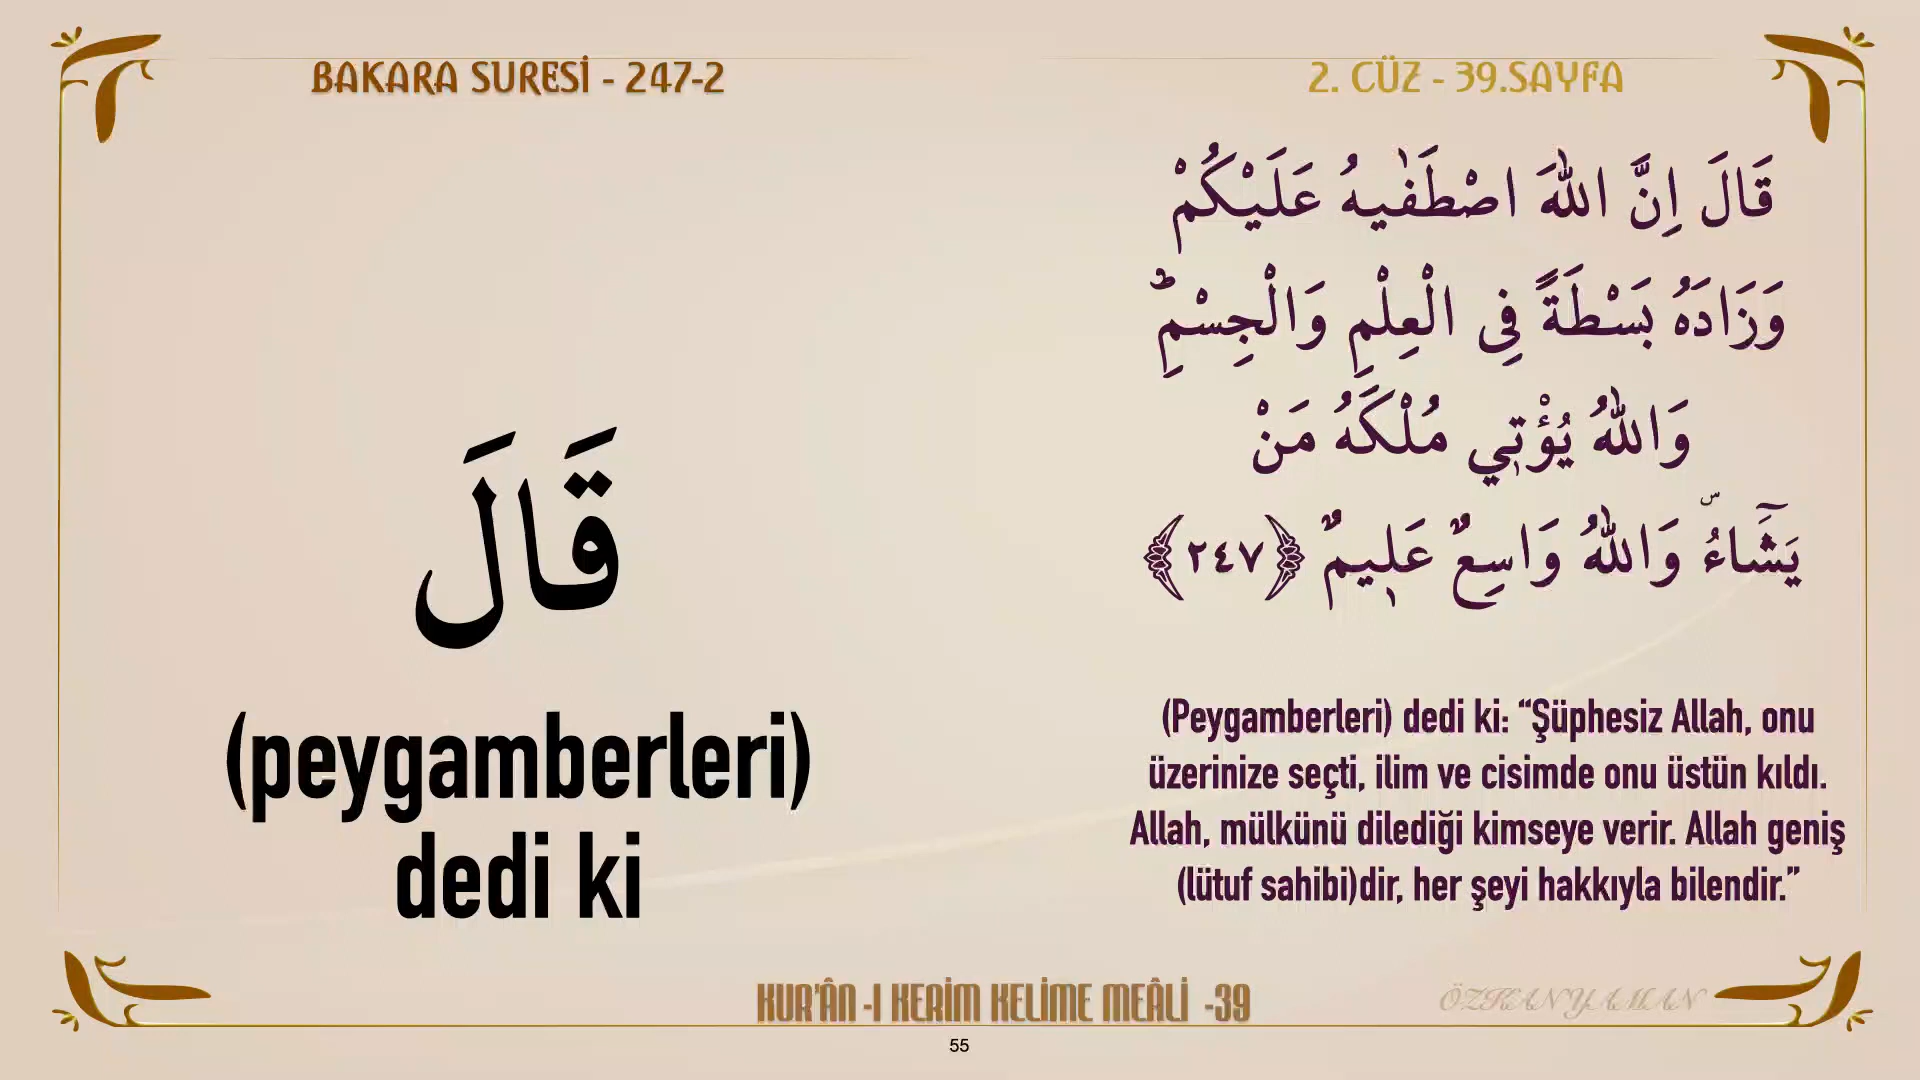 BAKARA SURESİ - 247-2
2. CÜZ - 39.SAYFA
قَالَ اِنَّ اللّٰهَ اصْطَفٰيهُ عَلَيْكُمْ
وَزَادَهُ بَسْطَةً فِى الْعِلْمِ وَالْجِسْمِۜ
وَاللّٰهُ يُؤْت۪ي مُلْكَهُ مَنْ
يَشَٓاءُۜ وَاللّٰهُ وَاسِعٌ عَل۪يمٌ ﴿٢٤٧﴾
قَالَ
(peygamberleri)
dedi ki
(Peygamberleri) dedi ki: “Şüphesiz Allah, onu
üzerinize seçti, ilim ve cisimde onu üstün kıldı.
Allah, mülkünü dilediği kimseye verir. Allah geniş
(lütuf sahibi)dir, her şeyi hakkıyla bilendir.”
KUR’ÂN -I KERİM KELİME MEÂLİ -39
ÖZKAN YAMAN
55